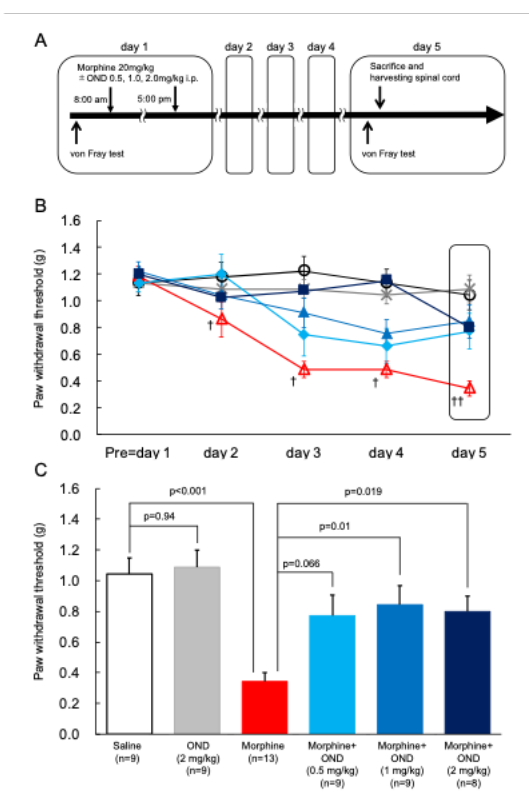 A
day 1
day 2
day 3
day 4
day 5
Morphine 20mg/kg
± OND 0.5, 1.0, 2.0mg/kg i.p.
8:00 am
5:00 pm
von Fray test
Sacrifice and
harvesting spinal cord
von Fray test
B
Paw withdrawal threshold (g)
1.6
1.4
1.2
1.0
0.8
0.6
0.4
0.2
0.0
†
†
†
††
Pre=day 1
day 2
day 3
day 4
day 5
C
Paw withdrawal threshold (g)
1.6
1.4
1.2
1.0
0.8
0.6
0.4
0.2
0.0
p<0.001
p=0.94
p=0.019
p=0.01
p=0.066
Saline
(n=9)
OND
(2 mg/kg)
(n=9)
Morphine
(n=13)
Morphine+
OND
(0.5 mg/kg)
(n=9)
Morphine+
OND
(1 mg/kg)
(n=9)
Morphine+
OND
(2 mg/kg)
(n=8)